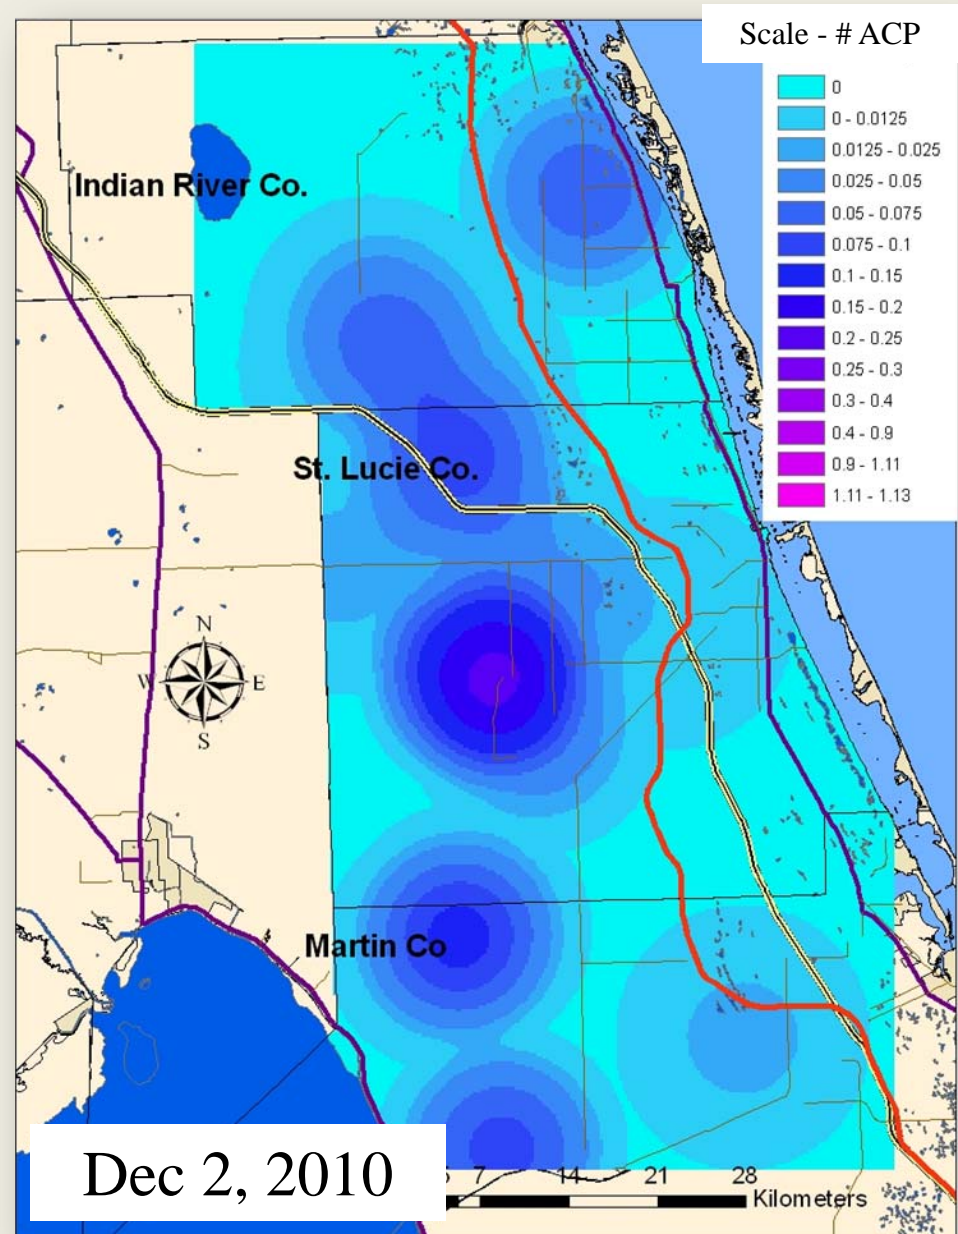 Scale - # ACP
0
0 - 0.0125
0.0125 - 0.025
0.025 - 0.05
0.05 - 0.075
0.075 - 0.1
0.1 - 0.15
0.15 - 0.2
0.2 - 0.25
0.25 - 0.3
0.3 - 0.4
0.4 - 0.9
0.9 - 1.11
1.11 - 1.13
Indian River Co.
St. Lucie Co.
N
W E
S
Martin Co
Dec 2, 2010
7 14 21 28
Kilometers